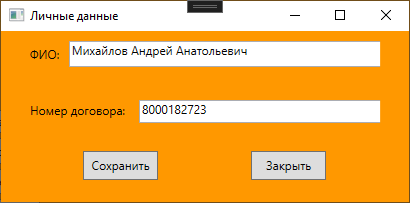 Личные данные
ФИО: Михайлов Андрей Анатольевич
Номер договора: 8000182723
Сохранить Закрыть